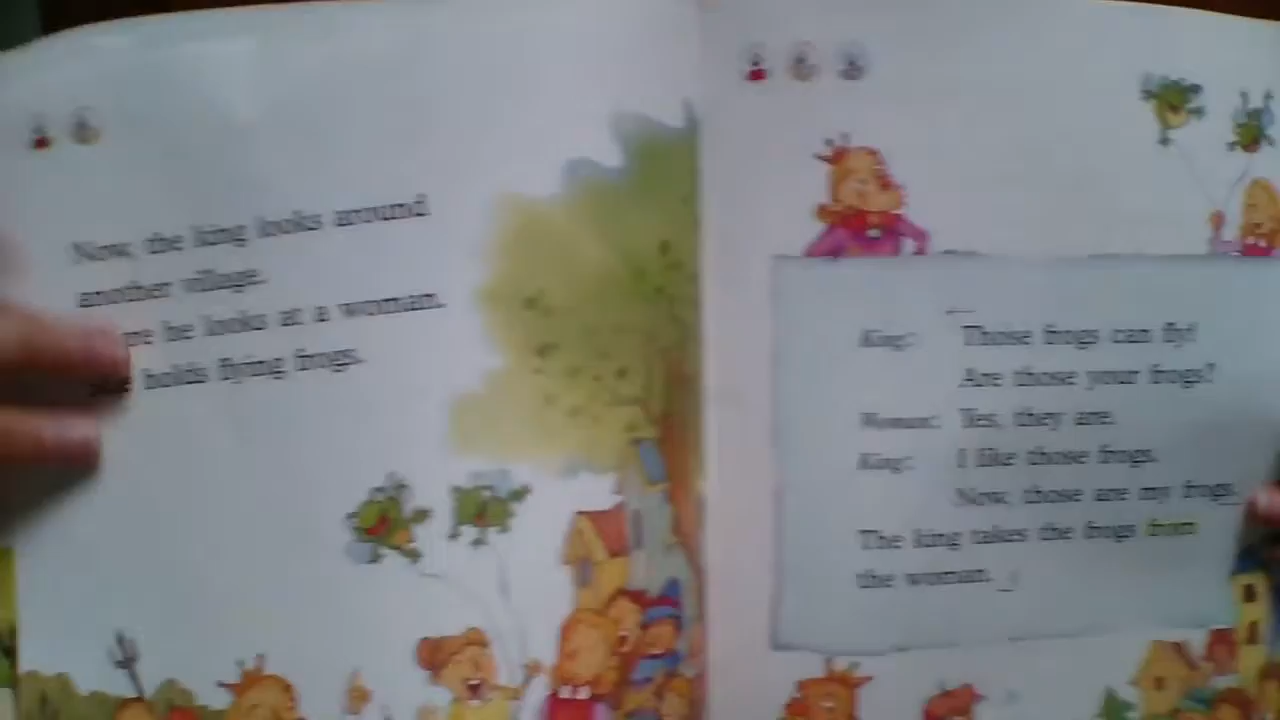 Now, the king looks around
another village.
re he looks at a woman.
holds flying frogs.
King: Those frogs can fly!
Are those your frogs?
Woman: Yes, they are.
King: I like those frogs.
Now, those are my frogs.
The king takes the frogs from
the woman.